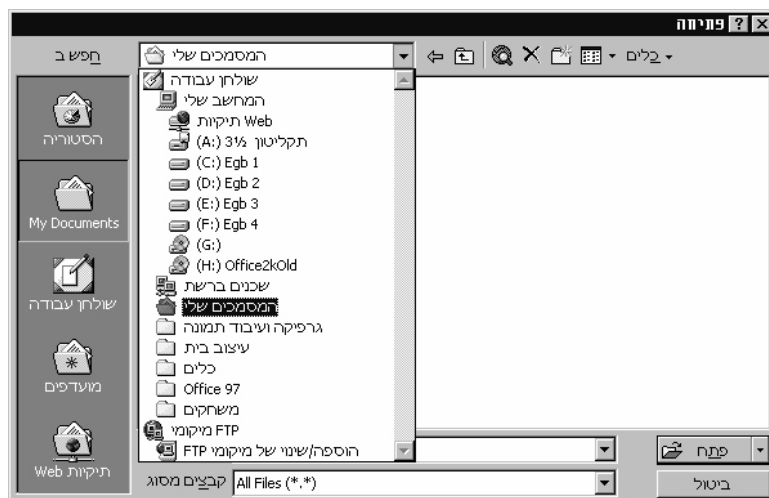 פתיחה
חפש ב
המסמכים שלי
כלים
שולחן עבודה
המחשב שלי
תיקיות Web
תקליטון 3½ (A:)
(C:) Egb 1
(D:) Egb 2
(E:) Egb 3
(F:) Egb 4
(G:)
(H:) Office2kOld
שכנים ברשת
המסמכים שלי
גרפיקה ועיבוד תמונה
עיצוב בית
כלים
Office 97
משחקים
מיקומי FTP
הוספה/שינוי של מיקומי FTP
הסטוריה
My Documents
שולחן עבודה
מועדפים
תיקיות Web
פתח
קבצים מסוג
All Files (*.*)
ביטול